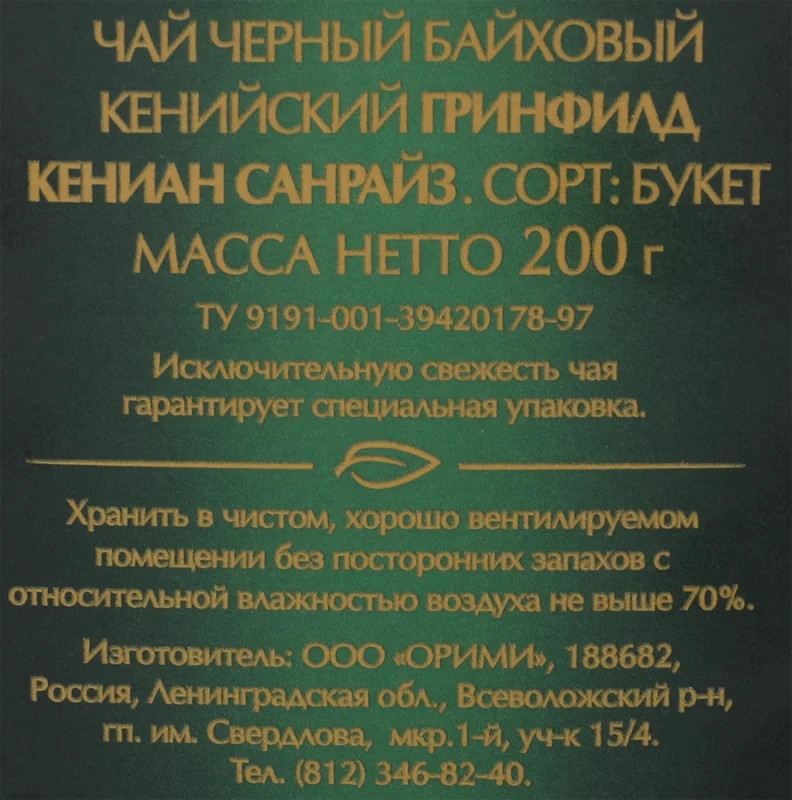 ЧАЙ ЧЕРНЫЙ БАЙХОВЫЙ
КЕНИЙСКИЙ ГРИНФИЛД
КЕНИАН САНРАЙЗ. СОРТ: БУКЕТ
МАССА НЕТТО 200 г
ТУ 9191-001-39420178-97
Исключительную свежесть чая
гарантирует специальная упаковка.
Хранить в чистом, хорошо вентилируемом
помещении без посторонних запахов с
относительной влажностью воздуха не выше 70%.
Изготовитель: ООО «ОРИМИ», 188682,
Россия, Ленинградская обл., Всеволожский р-н,
гп. им. Свердлова, мкр.1-й, уч-к 15/4.
Тел. (812) 346-82-40.